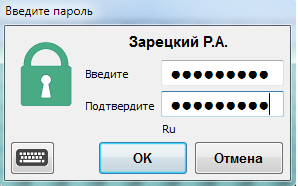 Введите пароль
Зарецкий Р.А.
Введите ●●●●●●●●●
Подтвердите ●●●●●●●●●
Ru
OK Отмена